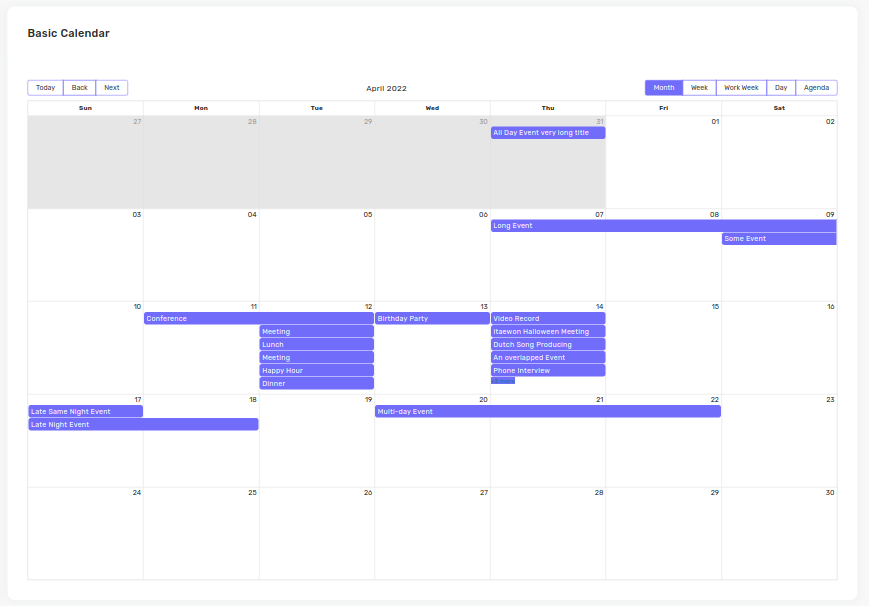 Basic Calendar
Today Back Next April 2022 Month Week Work Week Day Agenda
Sun Mon Tue Wed Thu Fri Sat
27 28 29 30 31 01 02
All Day Event very long title
03 04 05 06 07 08 09
Long Event
Some Event
10 11 12 13 14 15 16
Conference Birthday Party Video Record
Meeting Itaewon Halloween Meeting
Lunch Dutch Song Producing
Meeting An overlapped Event
Happy Hour Phone Interview
Dinner
17 18 19 20 21 22 23
Late Same Night Event Multi-day Event
Late Night Event
24 25 26 27 28 29 30